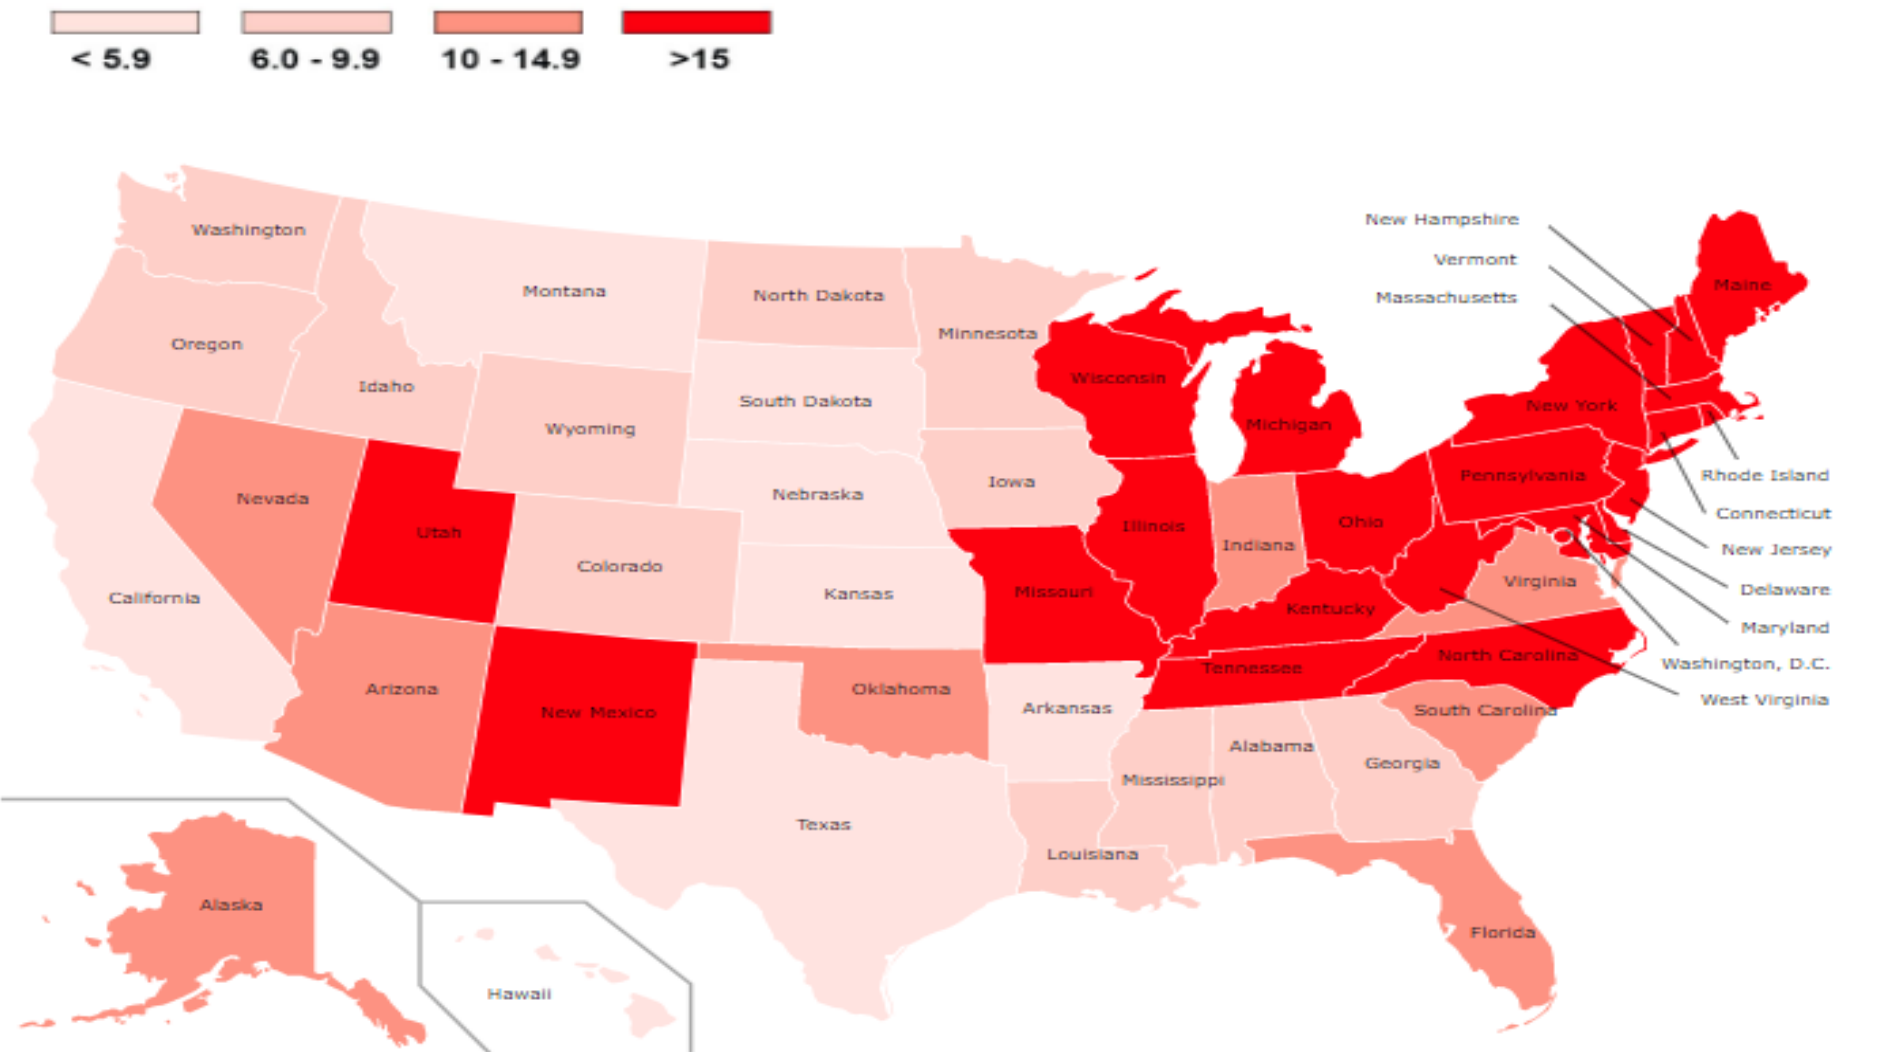 < 5.9
6.0 - 9.9
10 - 14.9
>15
New Hampshire
Washington
Vermont
Maine
Montana
North Dakota
Massachusetts
Minnesota
Oregon
Wisconsin
Idaho
South Dakota
New York
Michigan
Wyoming
Pennsylvania
Rhode Island
Iowa
Nebraska
Nevada
Connecticut
Ohio
Illinois
Utah
Indiana
New Jersey
Colorado
Virginia
Delaware
Missouri
Kansas
California
Kentucky
Maryland
North Carolina
Washington, D.C.
Tennessee
Arizona
Oklahoma
West Virginia
Arkansas
South Carolina
New Mexico
Alabama
Georgia
Mississippi
Texas
Louisiana
Alaska
Florida
Hawaii